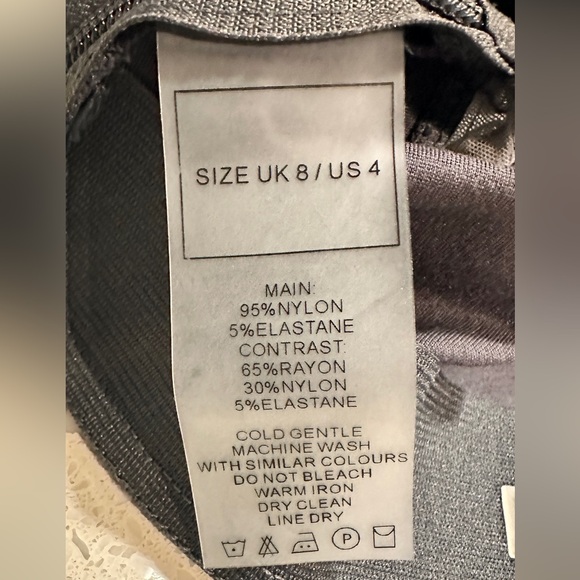 SIZE UK 8 / US 4
MAIN:
95%NYLON
5%ELASTANE
CONTRAST:
65%RAYON
30%NYLON
5%ELASTANE
COLD GENTLE
MACHINE WASH
WITH SIMILAR COLOURS
DO NOT BLEACH
WARM IRON
DRY CLEAN
LINE DRY
P